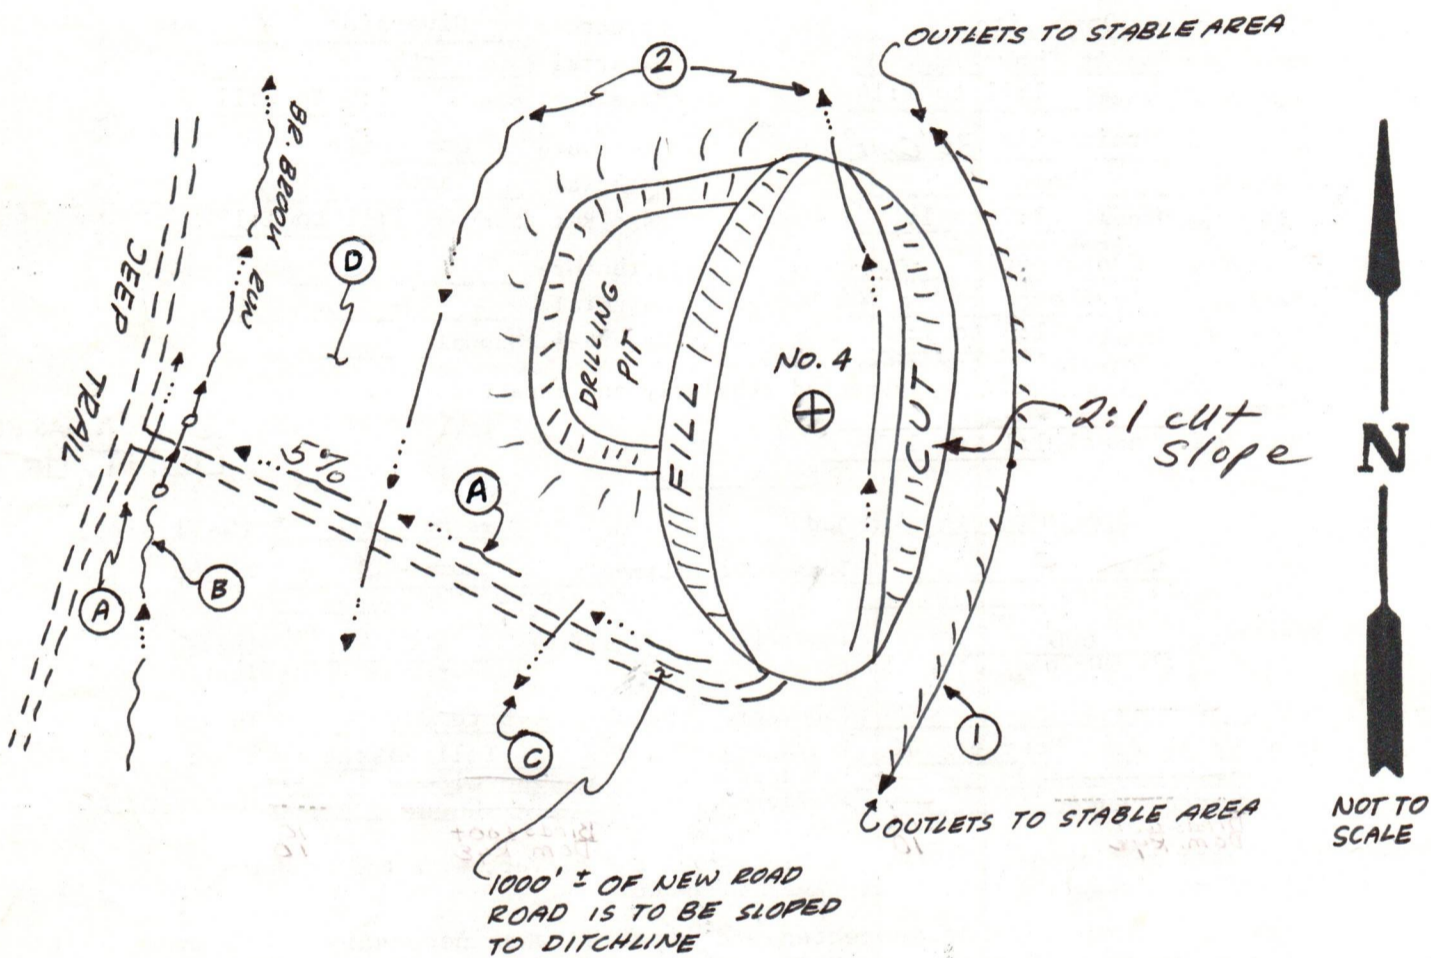 OUTLETS TO STABLE AREA
2
BR. BROOM RUN
JEEP TRAIL
D
DRILLING
PIT
NO. 4
FILL
CUT
2:1 cut
slope
N
5%
A
B
A
C
1
OUTLETS TO STABLE AREA
NOT TO
SCALE
1000' ± OF NEW ROAD
ROAD IS TO BE SLOPED
TO DITCHLINE